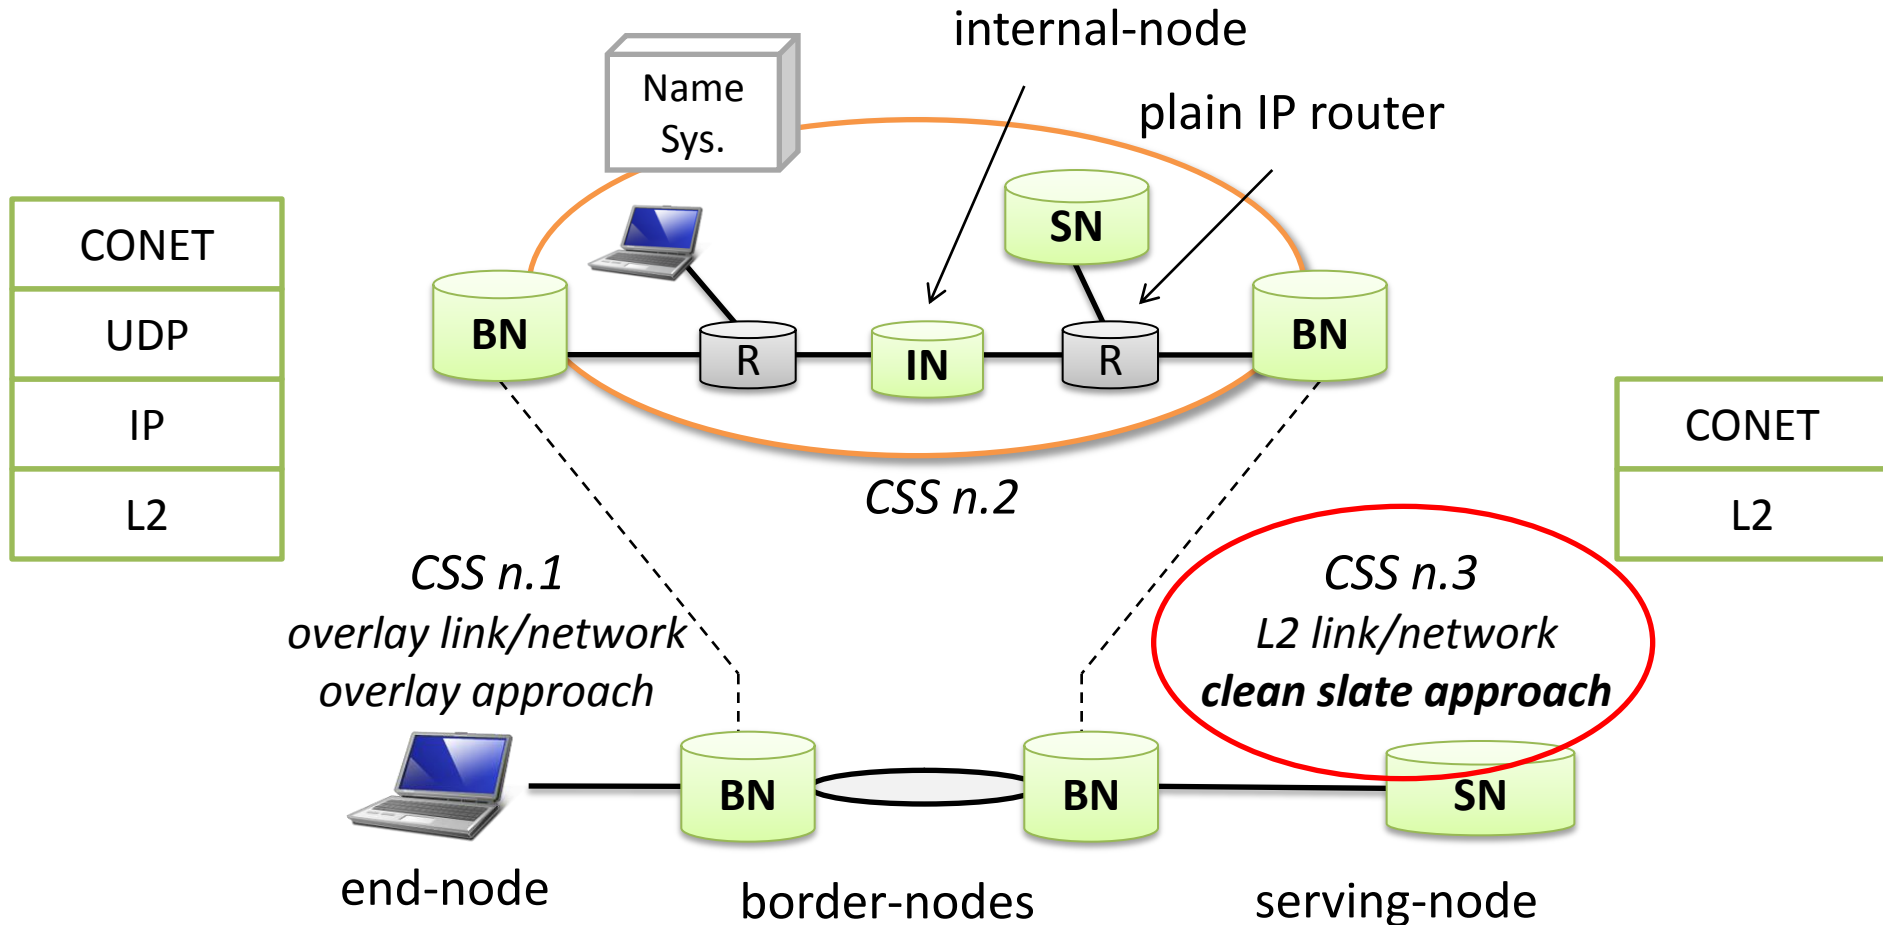 internal-node
Name
Sys.
plain IP router
SN
CONET
UDP
IP
L2
BN
R
IN
R
BN
CONET
L2
CSS n.2
CSS n.1
overlay link/network
overlay approach
CSS n.3
L2 link/network
clean slate approach
BN
BN
SN
end-node
border-nodes
serving-node